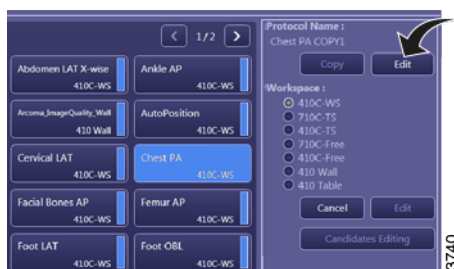 < 1/2 >
Abdomen LAT X-wise
410C-WS
Ankle AP
410C-WS
Arcoma_ImageQuality_Wall
410 Wall
AutoPosition
410C-WS
Cervical LAT
410C-WS
Chest PA
410C-WS
Facial Bones AP
410C-WS
Femur AP
410C-WS
Foot LAT
410C-WS
Foot OBL
410C-WS
Protocol Name :
Chest PA COPY1
Copy Edit
Workspace :
410C-WS
710C-TS
410C-TS
710C-Free
410C-Free
410 Wall
410 Table
Cancel Edit
Candidates Editing
3740